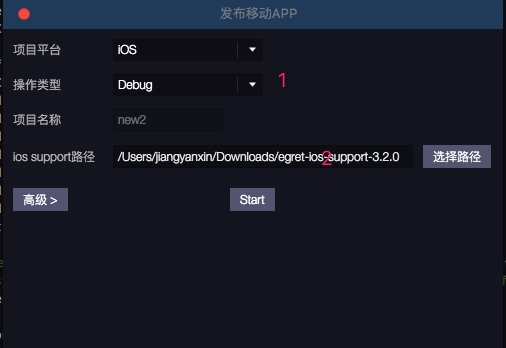 发布移动APP
项目平台 iOS
操作类型 Debug 1
项目名称 new2
ios support路径 /Users/jiangyanxin/Downloads/egret-ios-support-3.2.0 2 选择路径
高级 > Start